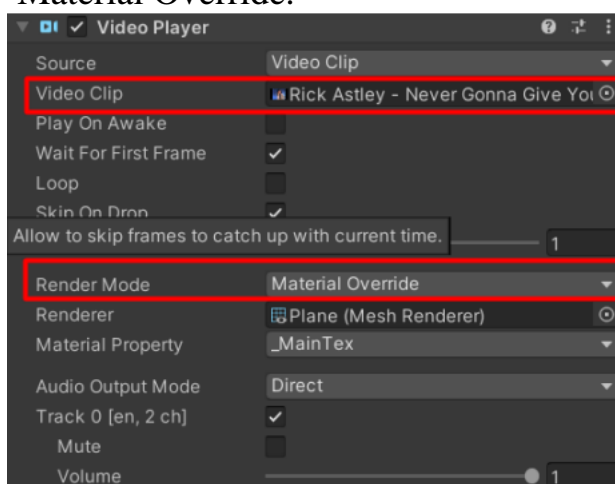 Material Override.
Video Player
Source Video Clip
Video Clip Rick Astley - Never Gonna Give You
Play On Awake
Wait For First Frame
Loop
Skip On Drop
Allow to skip frames to catch up with current time. 1
Render Mode Material Override
Renderer Plane (Mesh Renderer)
Material Property _MainTex
Audio Output Mode Direct
Track 0 [en, 2 ch]
Mute
Volume 1